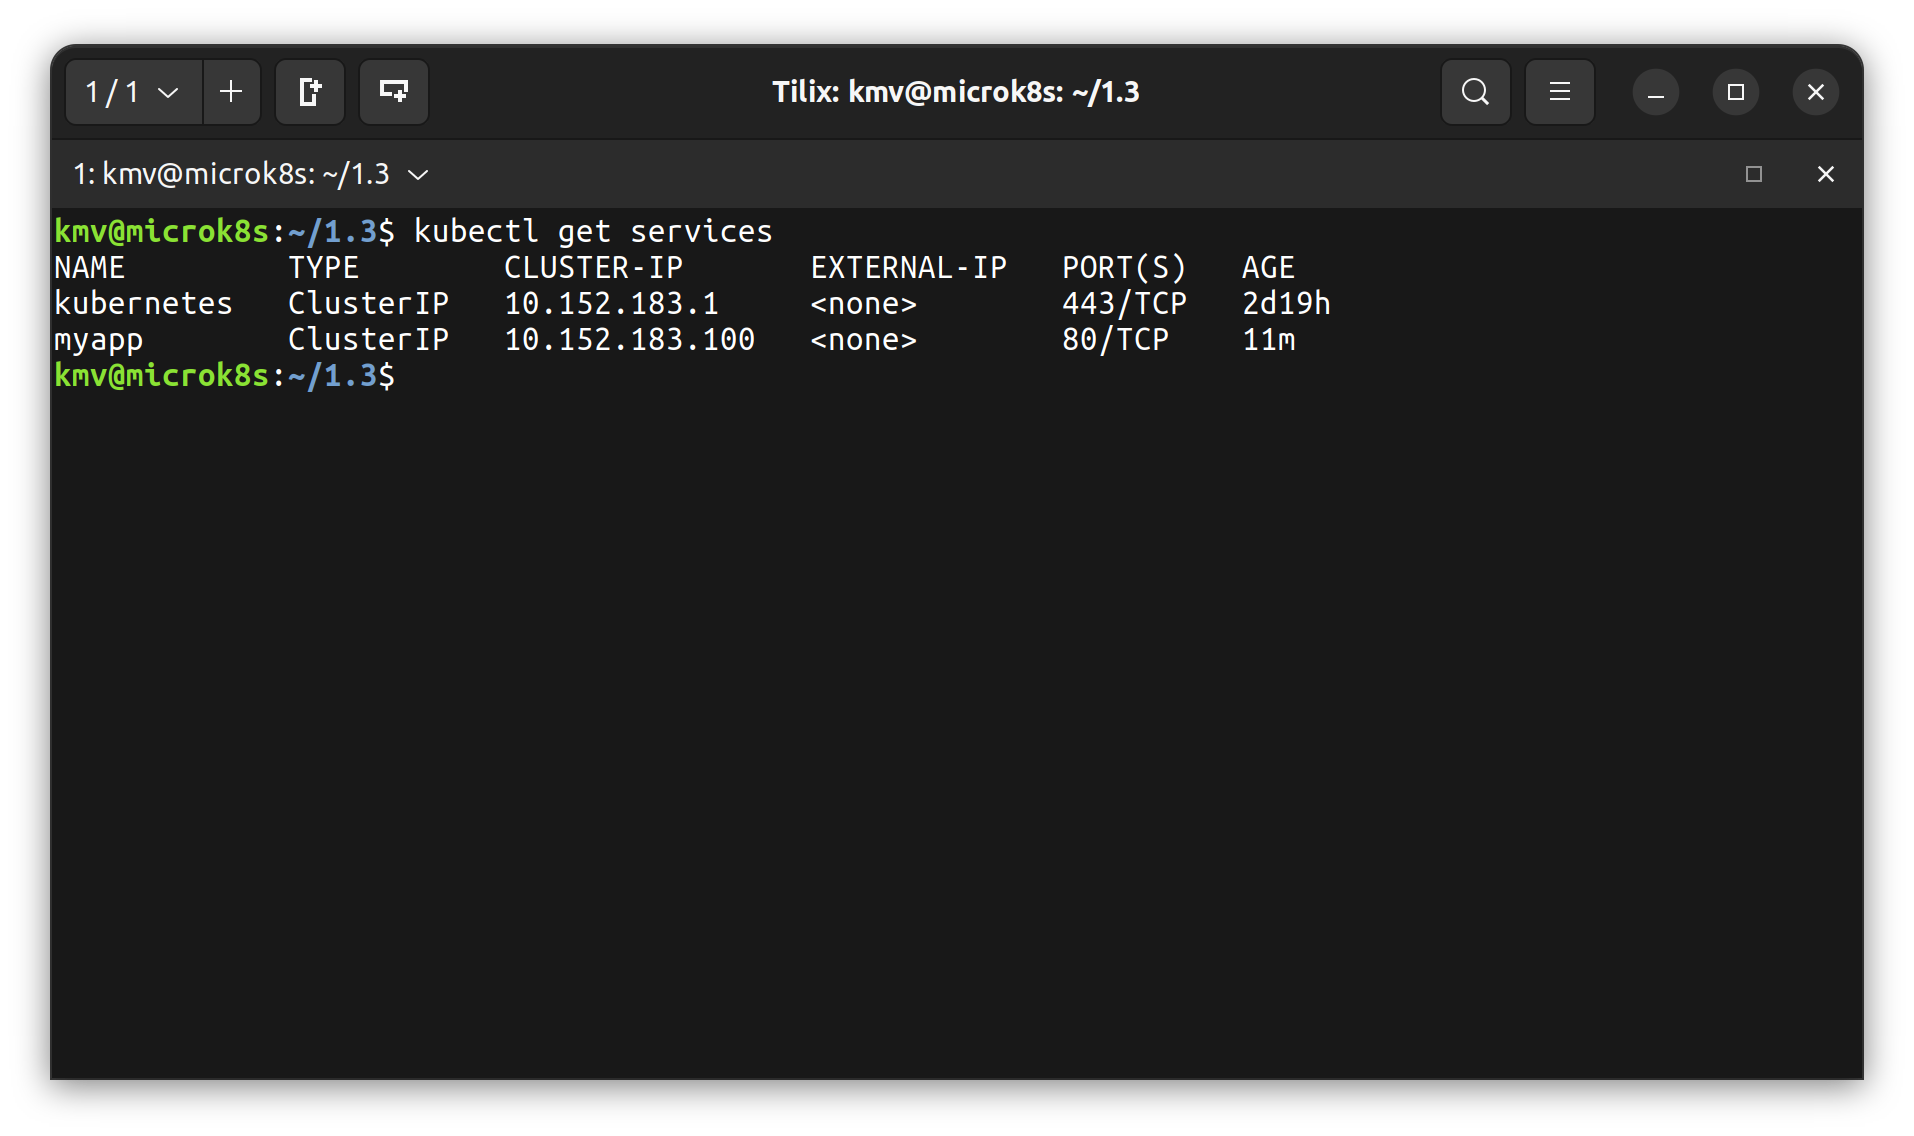 1 / 1
Tilix: kmv@microk8s: ~/1.3
1: kmv@microk8s: ~/1.3
kmv@microk8s:~/1.3$ kubectl get services
NAME         TYPE        CLUSTER-IP       EXTERNAL-IP   PORT(S)   AGE
kubernetes   ClusterIP   10.152.183.1     <none>        443/TCP   2d19h
myapp        ClusterIP   10.152.183.100   <none>        80/TCP    11m
kmv@microk8s:~/1.3$